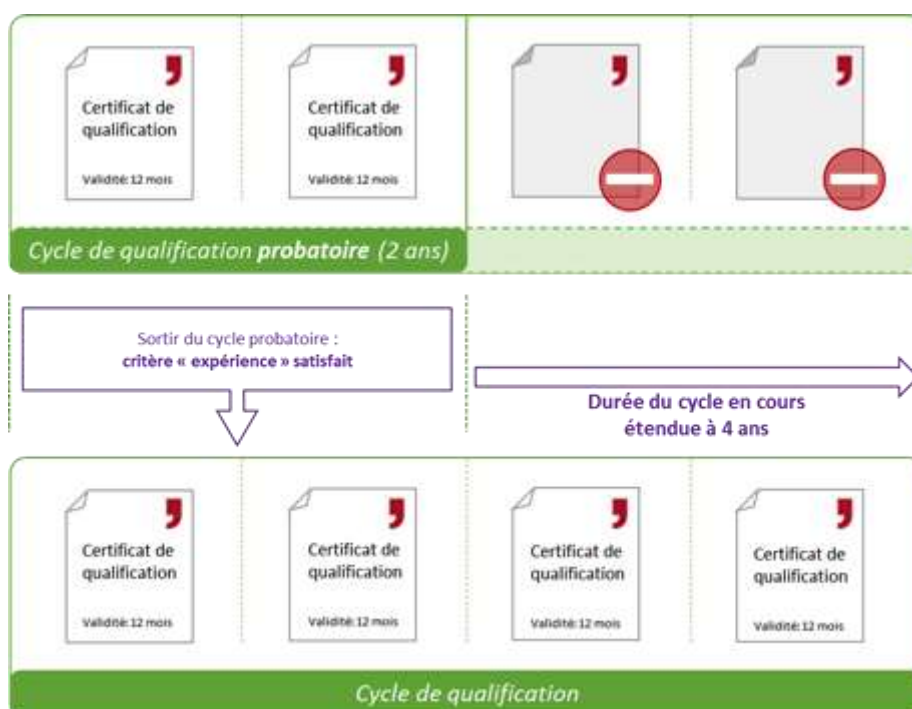 Certificat de
qualification
Validité: 12 mois
Certificat de
qualification
Validité: 12 mois
Cycle de qualification probatoire (2 ans)
Sortir du cycle probatoire :
critère « expérience » satisfait
Durée du cycle en cours
étendue à 4 ans
Certificat de
qualification
Validité: 12 mois
Certificat de
qualification
Validité: 12 mois
Certificat de
qualification
Validité: 12 mois
Certificat de
qualification
Validité: 12 mois
Cycle de qualification